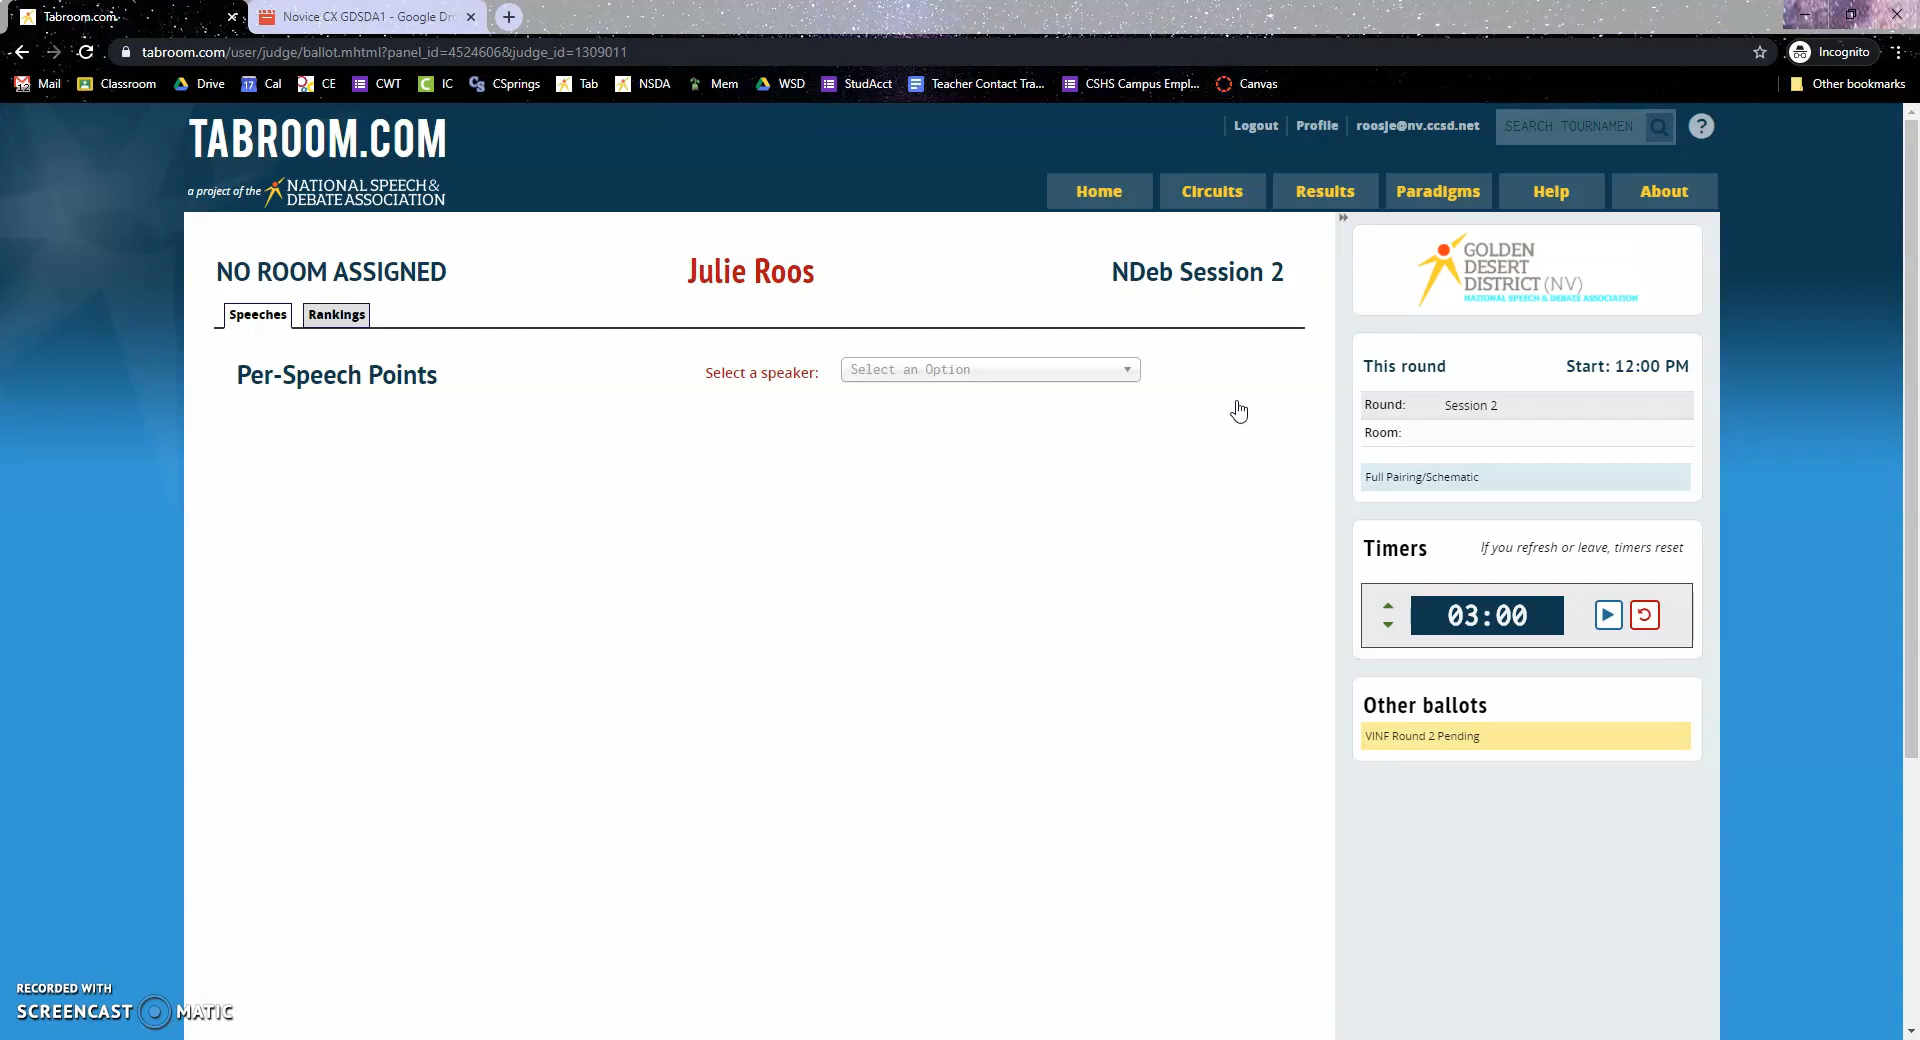 Tabroom.com
Novice CX GDSDA1 - Google Dr
tabroom.com/user/judge/ballot.mhtml?panel_id=4524606&judge_id=1309011
Incognito
Mail Classroom Drive Cal CE CWT IC CSprings Tab NSDA Mem WSD StudAcct Teacher Contact Tra... CSHS Campus Empl... Canvas Other bookmarks
TABROOM.COM
a project of the NATIONAL SPEECH & DEBATE ASSOCIATION
Logout Profile roosje@nv.ccsd.net SEARCH TOURNAMEN ?
Home Circuits Results Paradigms Help About
NO ROOM ASSIGNED Julie Roos NDeb Session 2
Speeches Rankings
Per-Speech Points Select a speaker: Select an Option
GOLDEN
DESERT
DISTRICT (NV)
NATIONAL SPEECH & DEBATE ASSOCIATION
This round Start: 12:00 PM
Round: Session 2
Room:
Full Pairing/Schematic
Timers If you refresh or leave, timers reset
03:00
Other ballots
VINF Round 2 Pending
RECORDED WITH
SCREENCAST MATIC